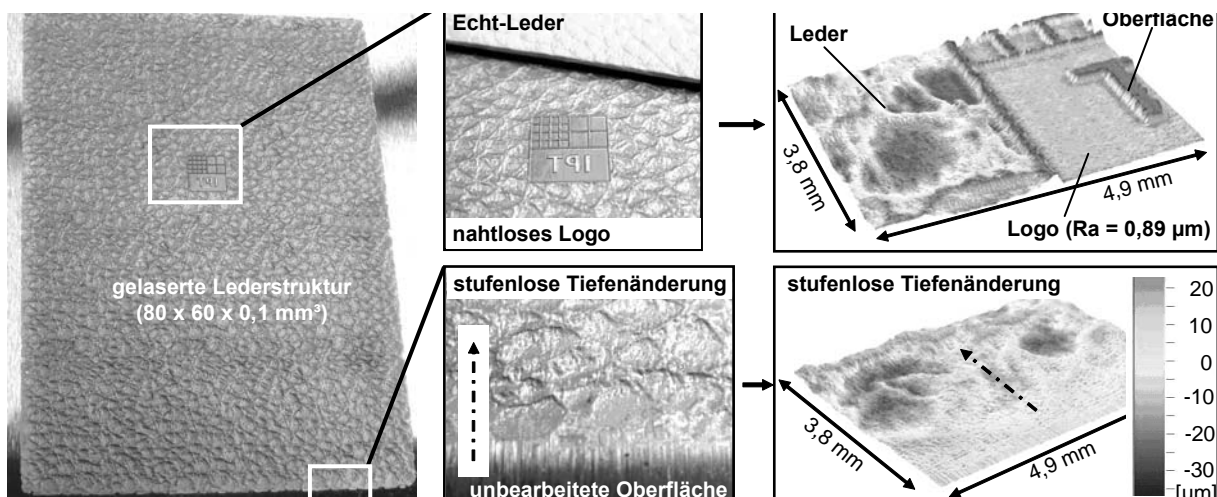 gelaserte Lederstruktur
(80 x 60 x 0,1 mm³)
Echt-Leder
IPT
nahtloses Logo
Leder
Oberfläche
3,8 mm
4,9 mm
Logo (Ra = 0,89 µm)
stufenlose Tiefenänderung
unbearbeitete Oberfläche
stufenlose Tiefenänderung
3,8 mm
4,9 mm
20
10
0
-10
-20
-30
[µm]